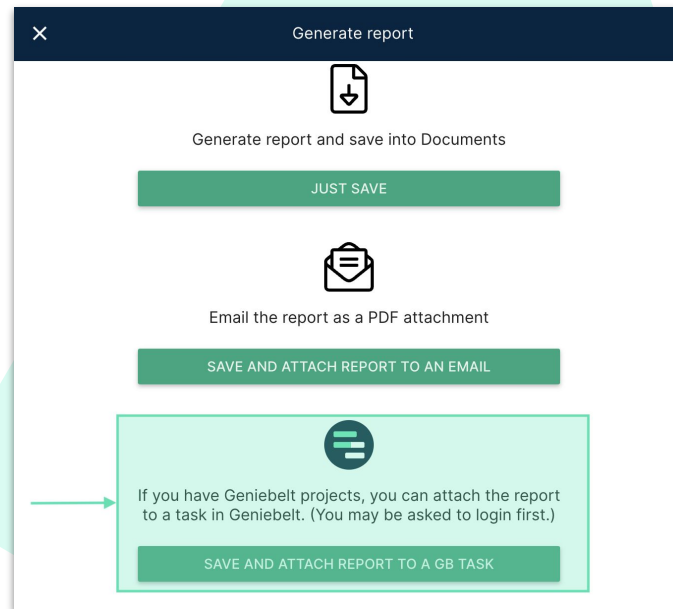 Generate report
Generate report and save into Documents
JUST SAVE
Email the report as a PDF attachment
SAVE AND ATTACH REPORT TO AN EMAIL
If you have Geniebelt projects, you can attach the report
to a task in Geniebelt. (You may be asked to login first.)
SAVE AND ATTACH REPORT TO A GB TASK